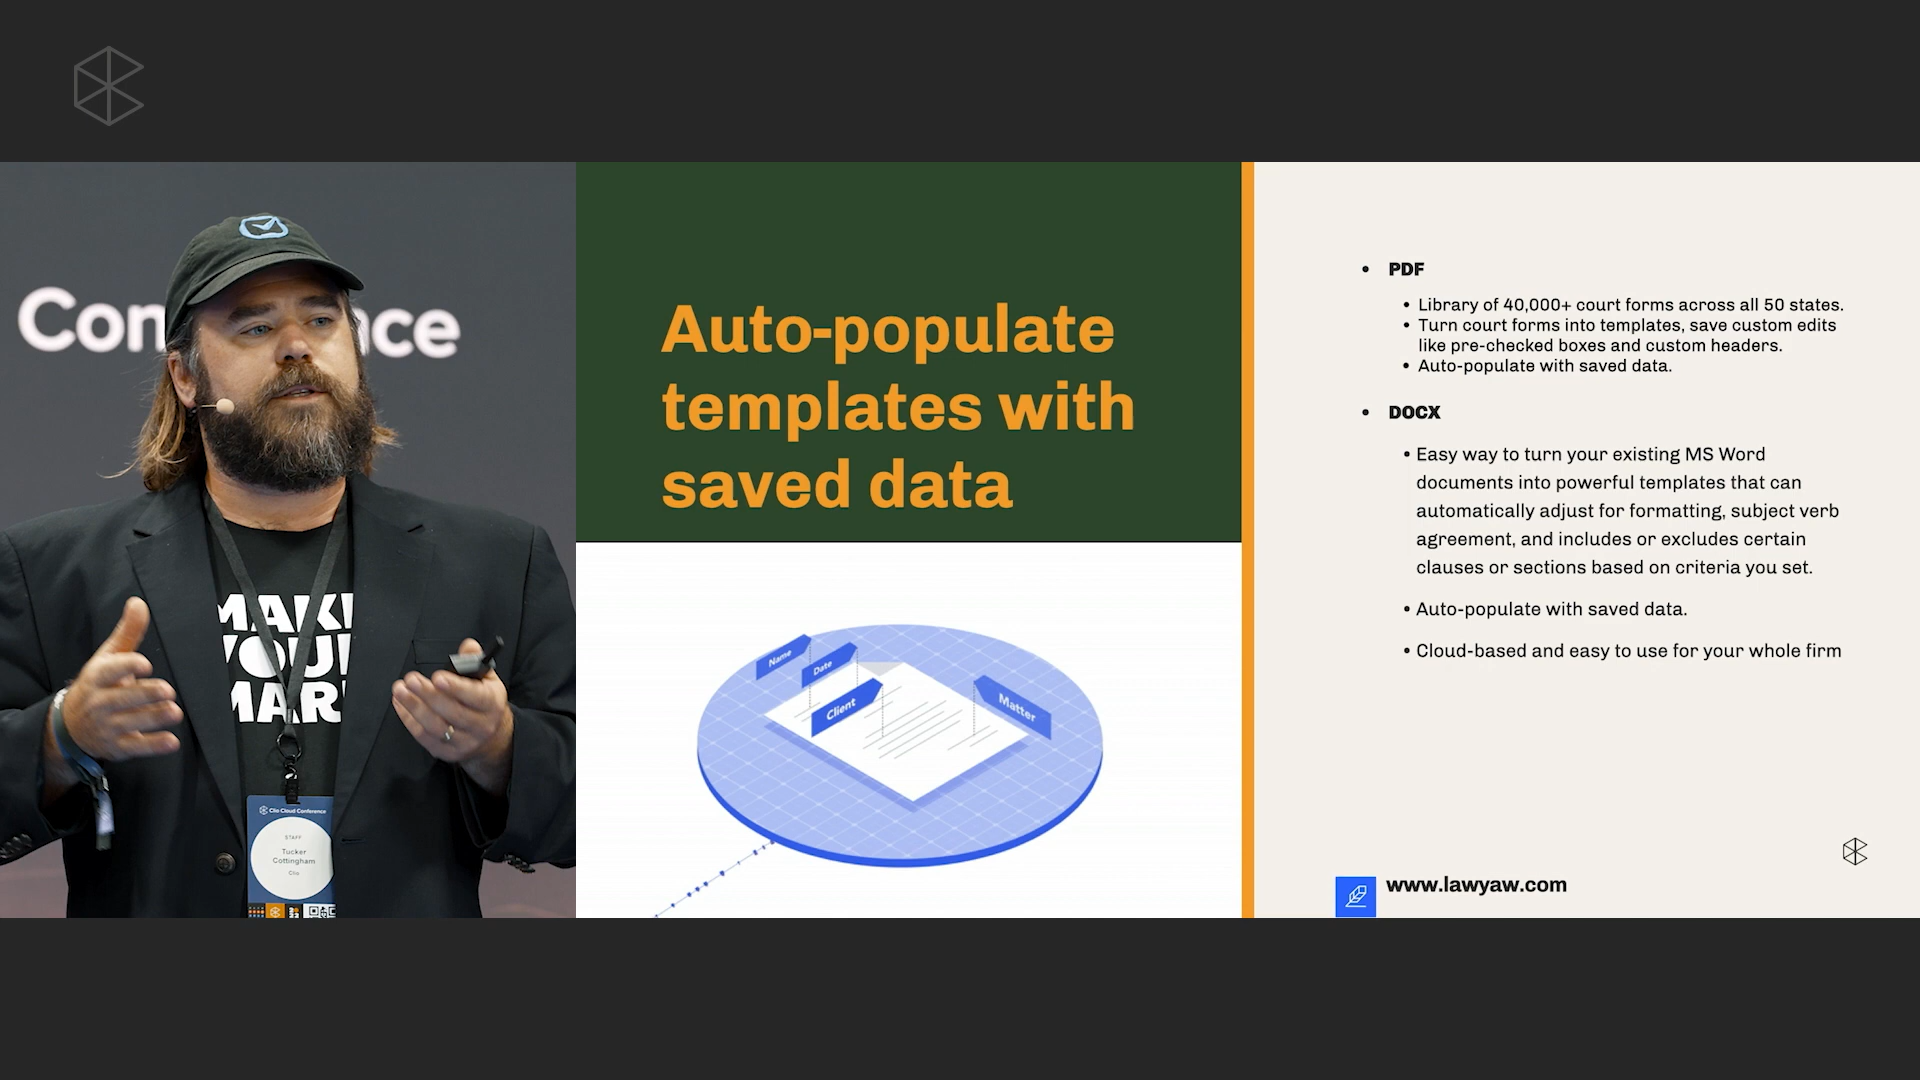 Con
nce
MAK
YOU
MAR
Clio Cloud Conference
STAFF
Tucker
Cottingham
Clio
Auto-populate
templates with
saved data
Name
Date
Client
Matter
• PDF
• Library of 40,000+ court forms across all 50 states.
• Turn court forms into templates, save custom edits
like pre-checked boxes and custom headers.
• Auto-populate with saved data.
• DOCX
• Easy way to turn your existing MS Word
documents into powerful templates that can
automatically adjust for formatting, subject verb
agreement, and includes or excludes certain
clauses or sections based on criteria you set.
• Auto-populate with saved data.
• Cloud-based and easy to use for your whole firm
www.lawyaw.com